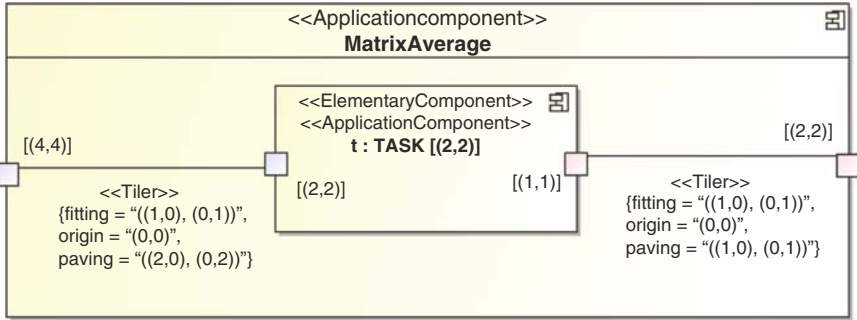 <<Applicationcomponent>>
MatrixAverage
[(4,4)]
<<ElementaryComponent>>
<<ApplicationComponent>>
t : TASK [(2,2)]
[(2,2)]
[(1,1)]
[(2,2)]
<<Tiler>>
{fitting = “((1,0), (0,1))”,
origin = “(0,0)”,
paving = “((2,0), (0,2))”}
<<Tiler>>
{fitting = “((1,0), (0,1))”,
origin = “(0,0)”,
paving = “((1,0), (0,1))”}